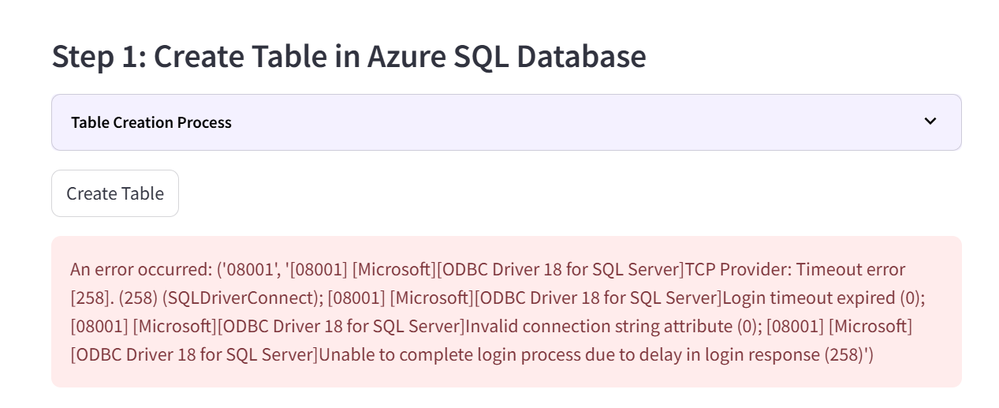 Step 1: Create Table in Azure SQL Database
Table Creation Process
Create Table
An error occurred: ('08001', '[08001] [Microsoft][ODBC Driver 18 for SQL Server]TCP Provider: Timeout error
[258]. (258) (SQLDriverConnect); [08001] [Microsoft][ODBC Driver 18 for SQL Server]Login timeout expired (0);
[08001] [Microsoft][ODBC Driver 18 for SQL Server]Invalid connection string attribute (0); [08001] [Microsoft]
[ODBC Driver 18 for SQL Server]Unable to complete login process due to delay in login response (258)')